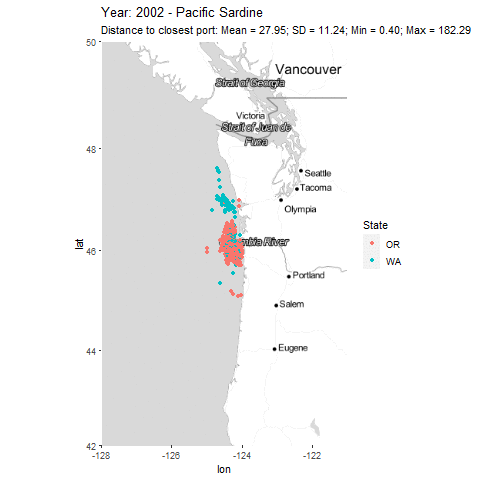 Year: 2002 - Pacific Sardine
Distance to closest port: Mean = 27.95; SD = 11.24; Min = 0.40; Max = 182.29
50
Vancouver
Strait of Georgia
Victoria
Strait of Juan de
Fuca
48
Seattle
Tacoma
Olympia
State
lat
mbia River
OR
46
WA
Portland
Salem
44
Eugene
42
-128
-126
-124
-122
lon